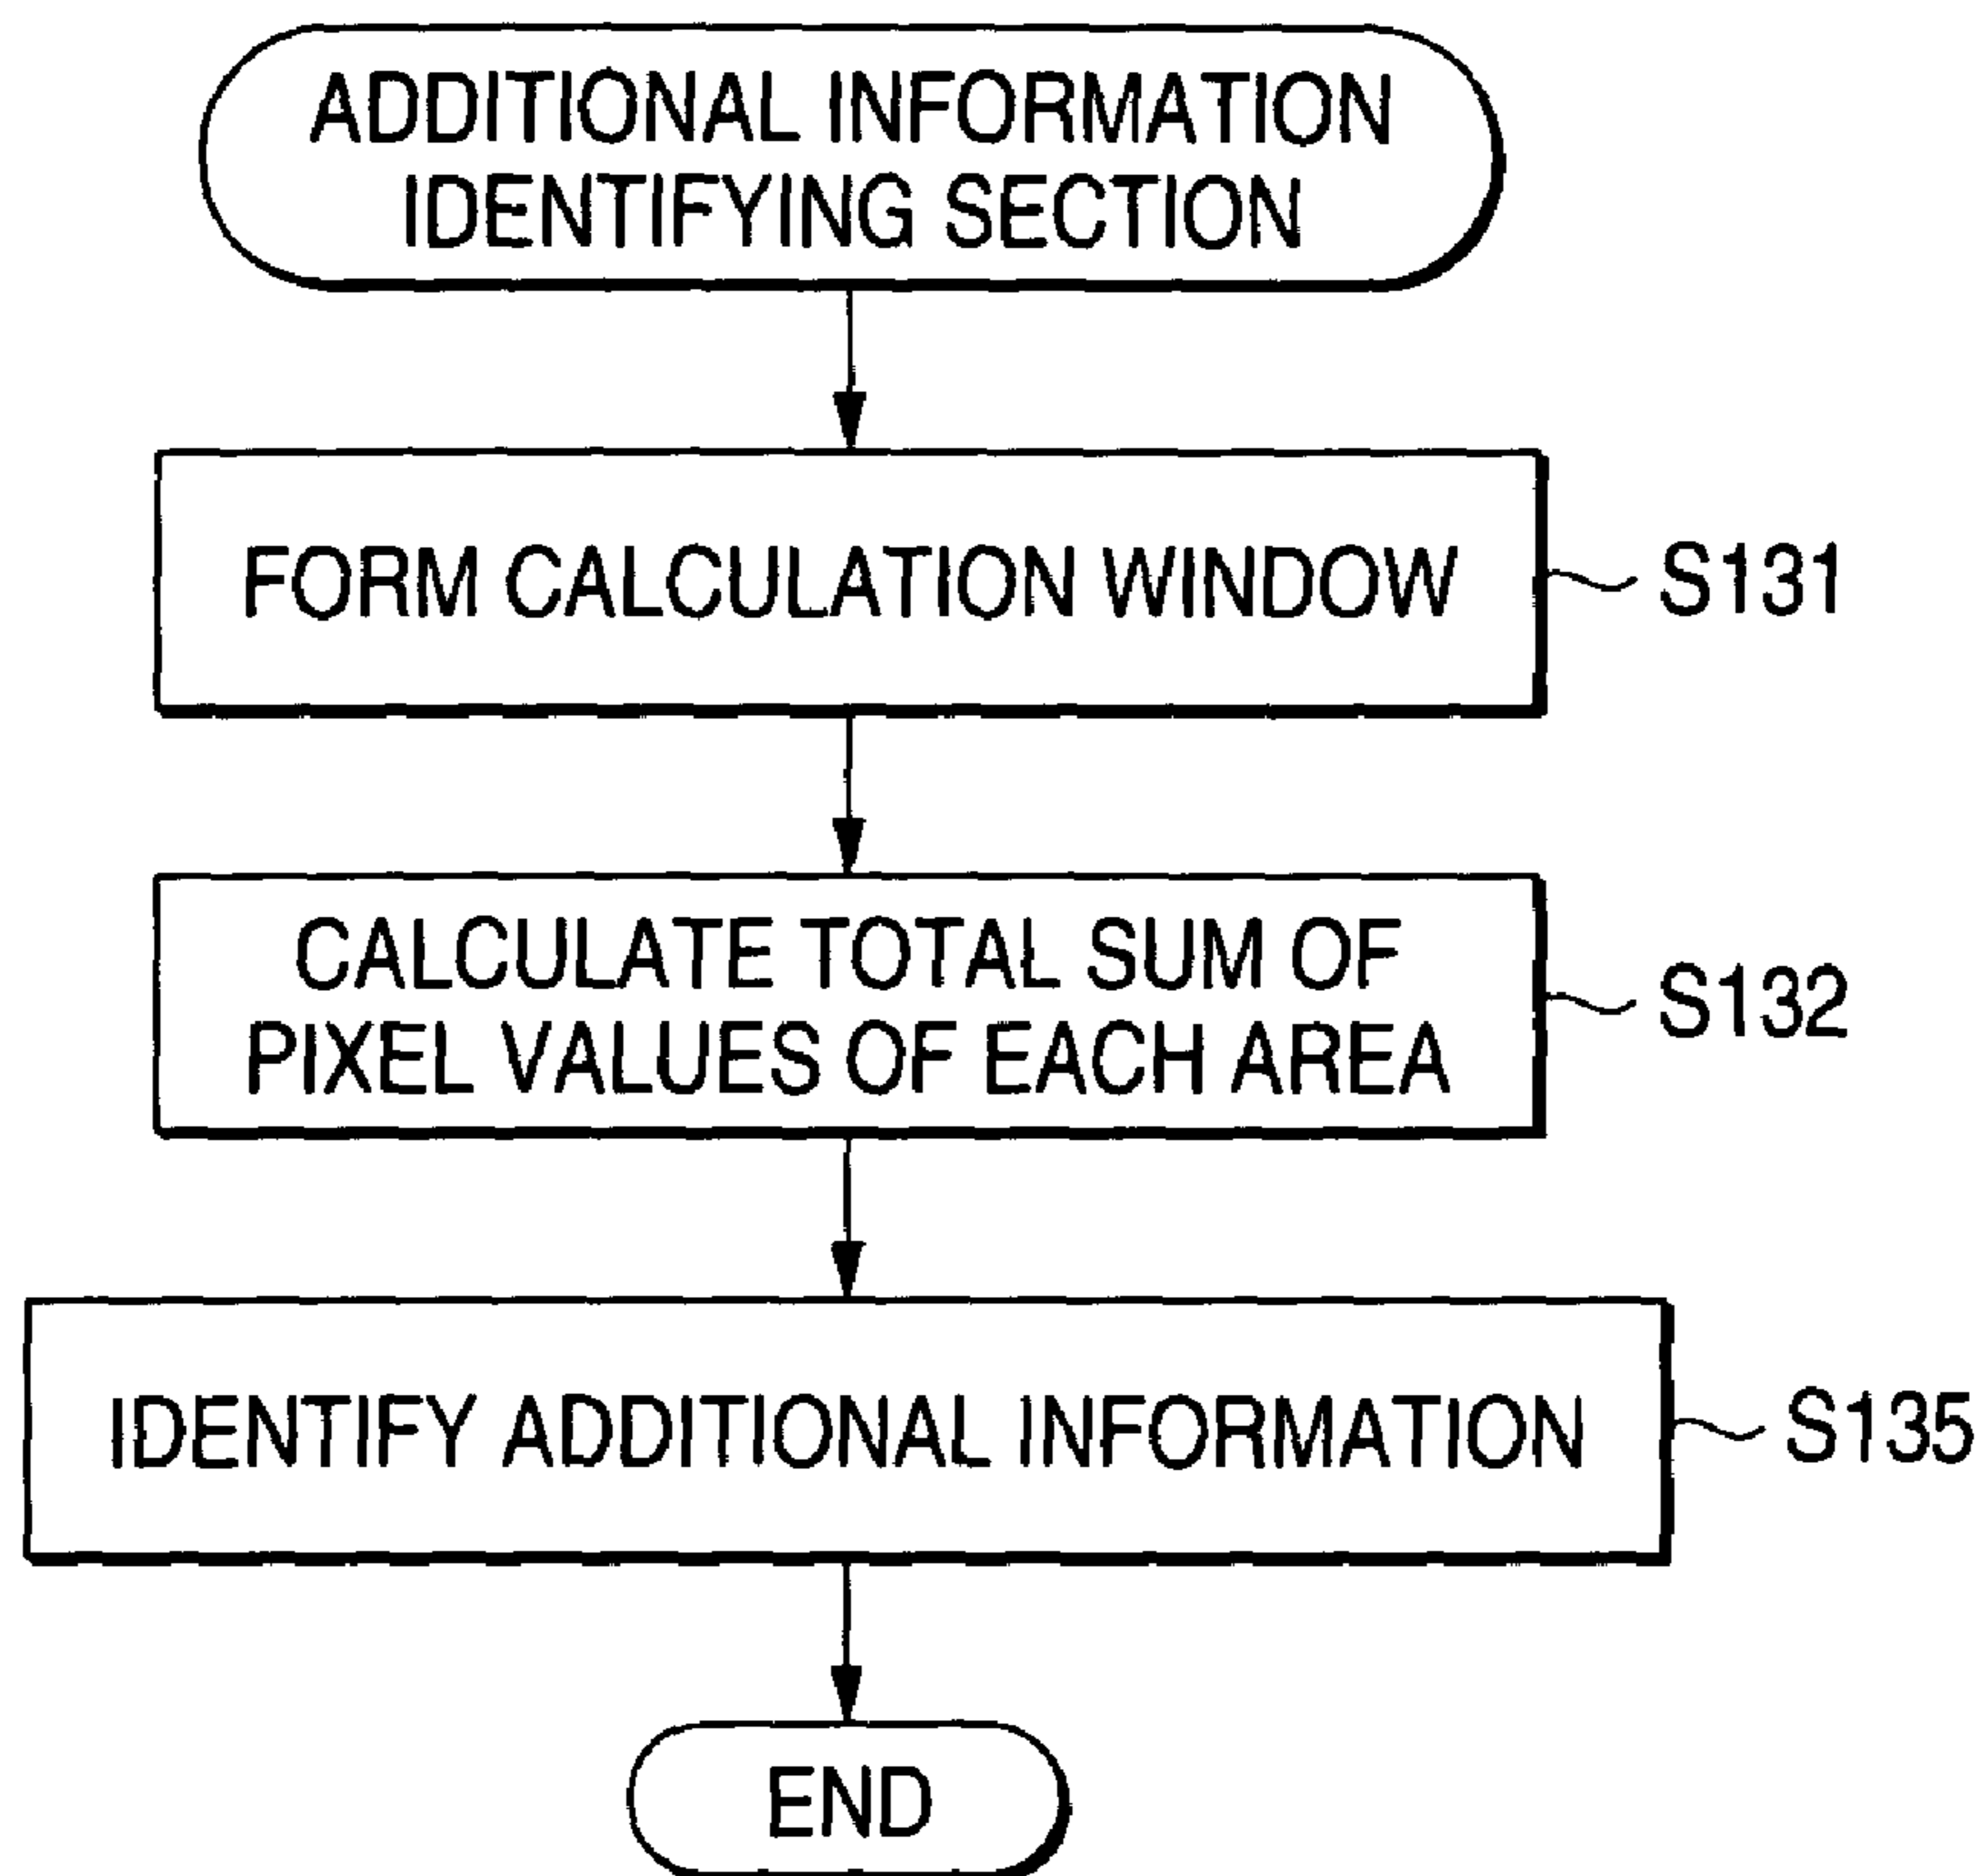 ADDITIONAL INFORMATION
IDENTIFYING SECTION
FORM CALCULATION WINDOW
S131
CALCULATE TOTAL SUM OF
PIXEL VALUES OF EACH AREA
S132
IDENTIFY ADDITIONAL INFORMATION
S135
END